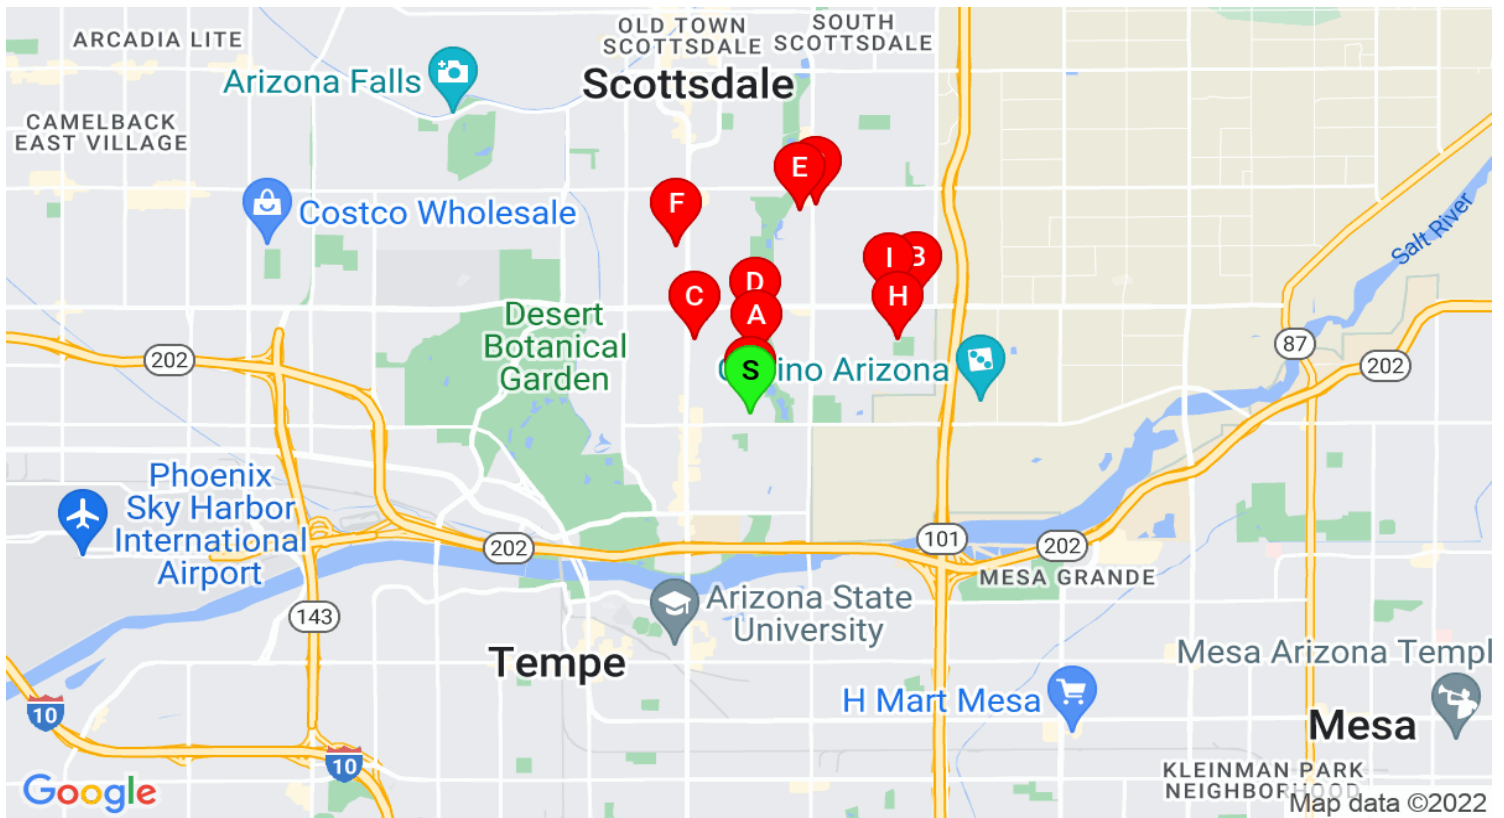 OLD TOWN
SCOTTSDALE
SOUTH
SCOTTSDALE
ARCADIA LITE
Arizona Falls
Scottsdale
CAMELBACK
EAST VILLAGE
E
F
Costco Wholesale
Salt River
I
B
D
C
H
A
Desert
Botanical
Garden
S
ino Arizona
202
87
202
Phoenix
Sky Harbor
International
Airport
202
101
202
MESA GRANDE
143
Arizona State
University
Tempe
Mesa Arizona Templ
H Mart Mesa
10
Mesa
10
KLEINMAN PARK
NEIGHBORHOOD
Google
Map data ©2022